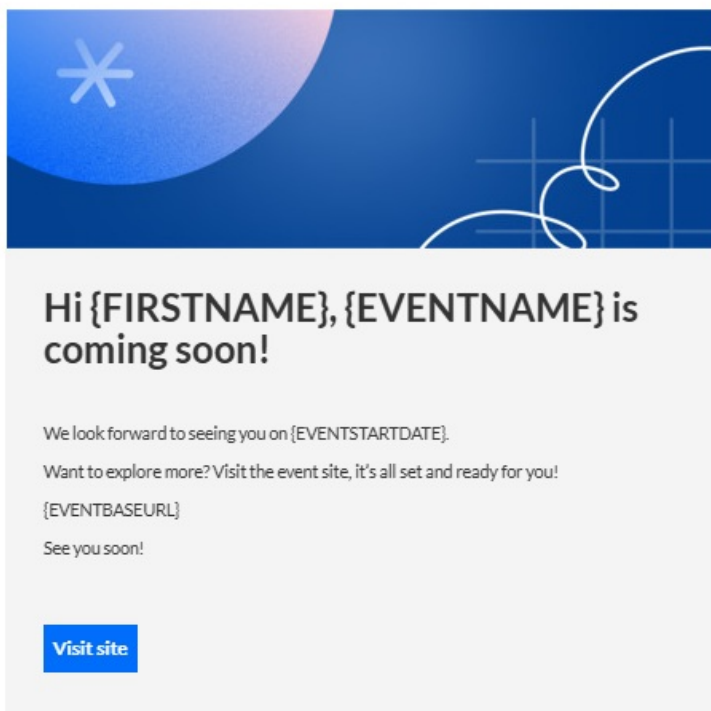 Hi {FIRSTNAME}, {EVENTNAME} is
coming soon!
We look forward to seeing you on {EVENTSTARTDATE}.
Want to explore more? Visit the event site, it's all set and ready for you!
{EVENTBASEURL}
See you soon!
Visit site